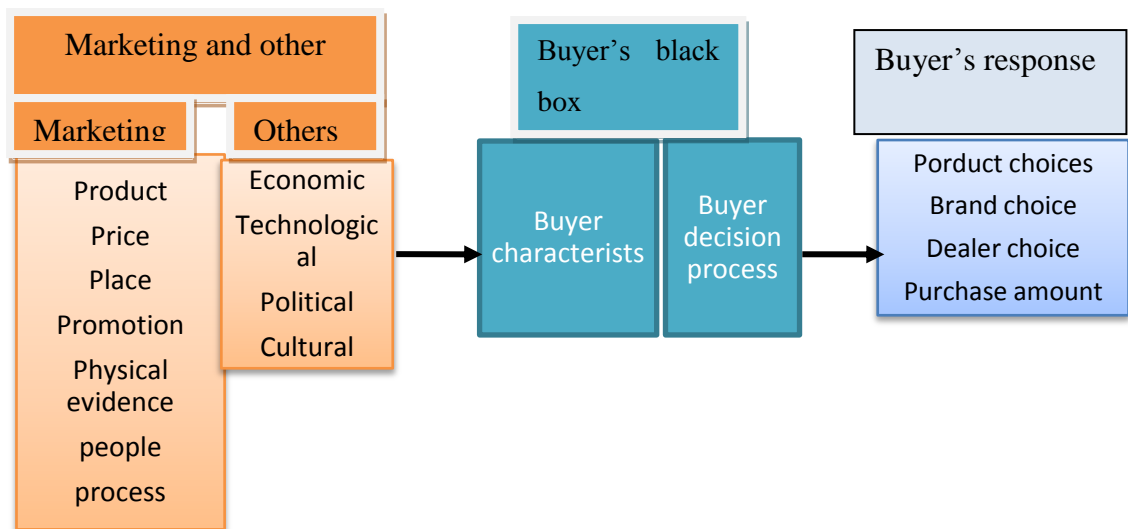 Marketing and other
Marketing
Others
Product
Price
Place
Promotion
Physical
evidence
people
process
Economic
Technologic
al
Political
Cultural
Buyer’s black
box
Buyer
characterists
Buyer
decision
process
Buyer’s response
Porduct choices
Brand choice
Dealer choice
Purchase amount